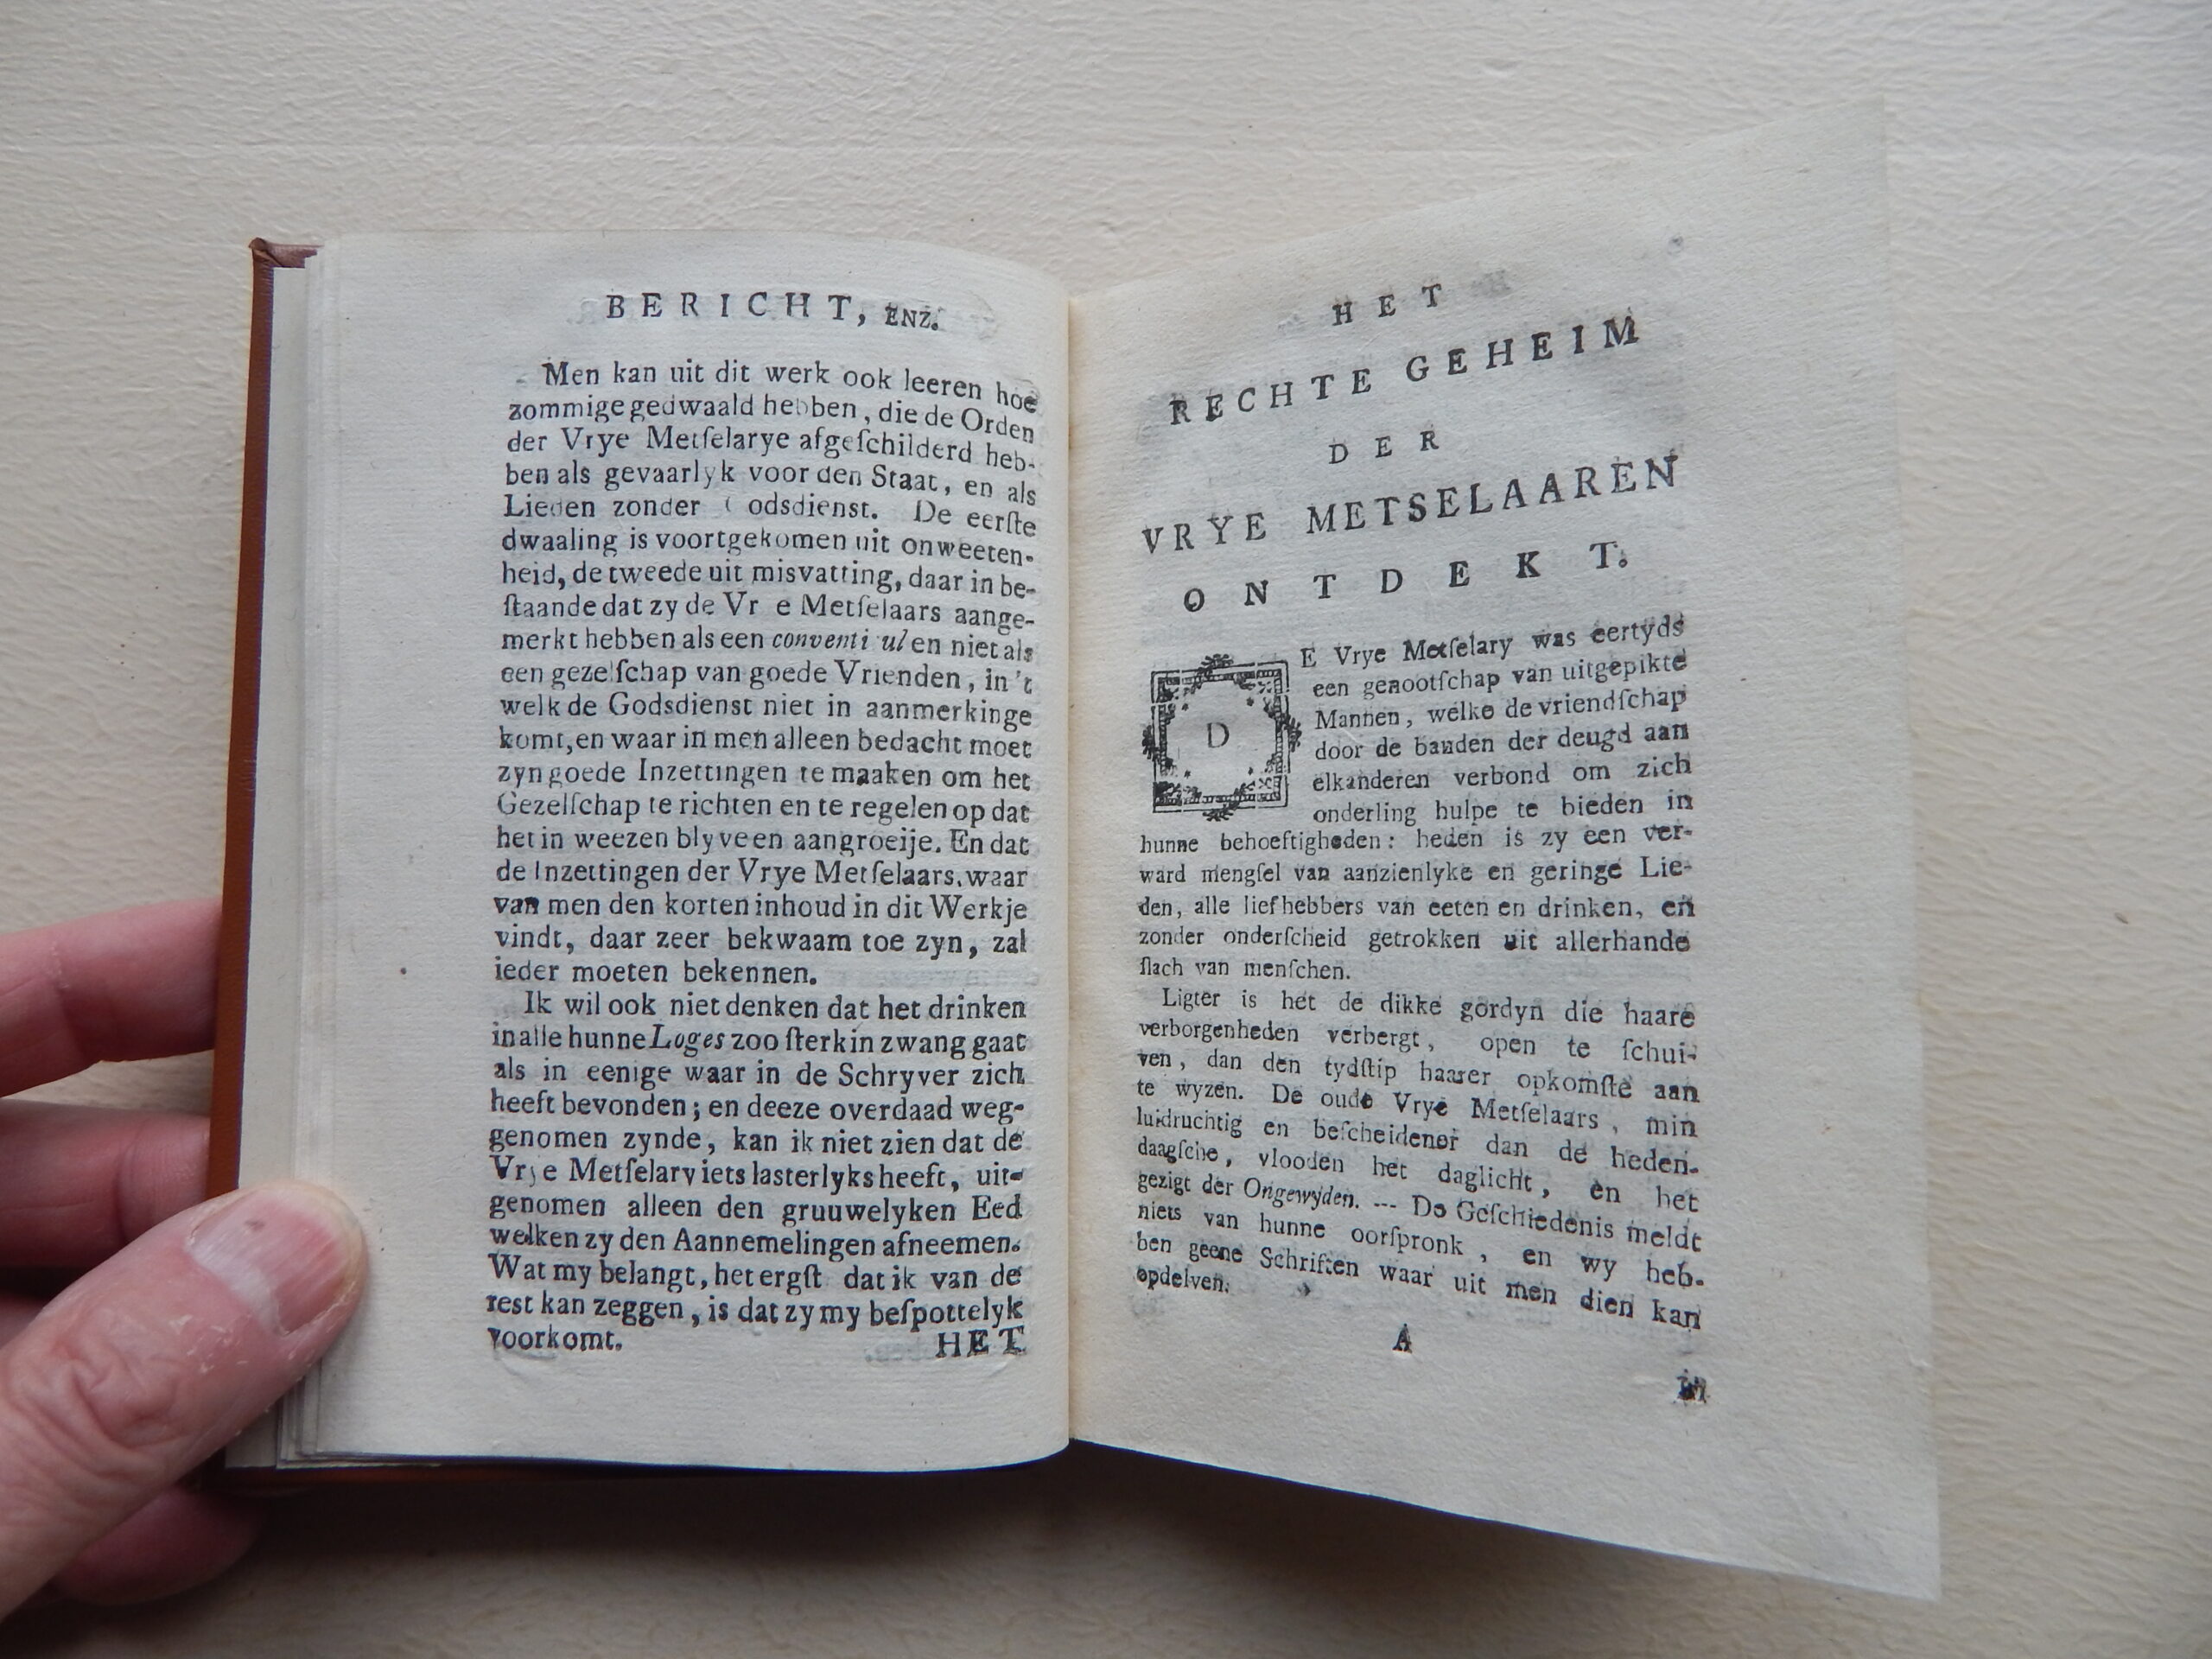 BERICHT, ENZ.
Men kan uit dit werk ook leeren hoe
zommige gedwaald hebben, die de Orden
der Vrye Metſelarye afgeſchilderd heb-
ben als gevaarlyk voor den Staat, en als
Lieden zonder odsdienst. De eerſte
dwaaling is voortgekomen uit onweeten-
heid, de tweede uit misvatting, daar in be-
ſtaande dat zy de Vr e Metſelaars aange-
merkt hebben als een conventi ul en niet als
een gezelſchap van goede Vrienden, in 't
welk de Godsdienst niet in aanmerkinge
komt, en waar in men alleen bedacht moet
zyn goede Inzettingen te maaken om het
Gezelſchap te richten en te regelen op dat
het in weezen blyve en aangroeije. En dat
de Inzettingen der Vrye Metſelaars, waar
van men den korten inhoud in dit Werkje
vindt, daar zeer bekwaam toe zyn, zal
ieder moeten bekennen.
Ik wil ook niet denken dat het drinken
in alle hunne Loges zoo ſterk in zwang gaat
als in eenige waar in de Schryver zich
heeft bevonden; en deeze overdaad weg-
genomen zynde, kan ik niet zien dat de
Vrye Metſelary iets lasterlyks heeft, uit-
genomen alleen den gruuwelyken Eed
welken zy den Aannemelingen afneemen.
Wat my belangt, het ergſt dat ik van de
rest kan zeggen, is dat zy my beſpottelyk
voorkomt.
HET
HET
RECHTE GEHEIM
DER
VRYE METSELAAREN
ONTDEKT.
DE Vrye Metſelary was eertyds
een genootſchap van uitgepikte
Mannen, welke de vriendſchap
door de banden der deugd aan
elkanderen verbond om zich
onderling hulpe te bieden in
hunne behoeftigheden: heden is zy een ver-
ward mengſel van aanzienlyke en geringe Lie-
den, alle liefhebbers van eeten en drinken, en
zonder onderſcheid getrokken uit allerhande
ſlach van menſchen.
Ligter is het de dikke gordyn die haare
verborgenheden verbergt, open te ſchui-
ven, dan den tydſtip haarer opkomſte aan
te wyzen. De oude Vrye Metſelaars, min
luidruchtig en beſcheidener dan de heden-
daagſche, vlooden het daglicht, en het
gezigt der Ongewyden. --- De Geſchiedenis meldt
niets van hunne oorſpronk, en wy heb-
ben geene Schriften waar uit men dien kan
opdelven.
A